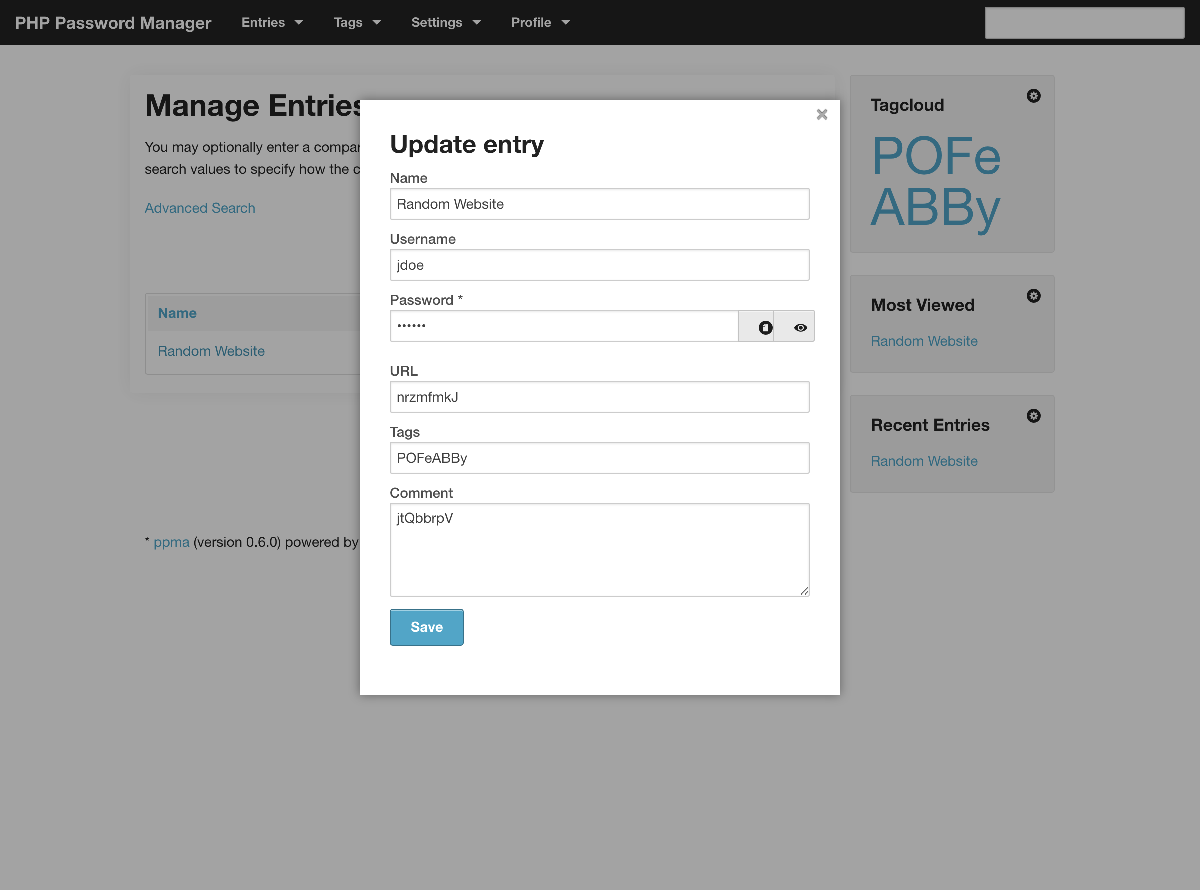 PHP Password Manager Entries Tags Settings Profile
Manage Entries
You may optionally enter a compar
search values to specify how the c
Advanced Search
Name
Random Website
* ppma (version 0.6.0) powered by
Update entry
Name
Random Website
Username
jdoe
Password *
••••••
URL
nrzmfmkJ
Tags
POFeABBy
Comment
jtQbbrpV
Save
Tagcloud
POFe
ABBy
Most Viewed
Random Website
Recent Entries
Random Website